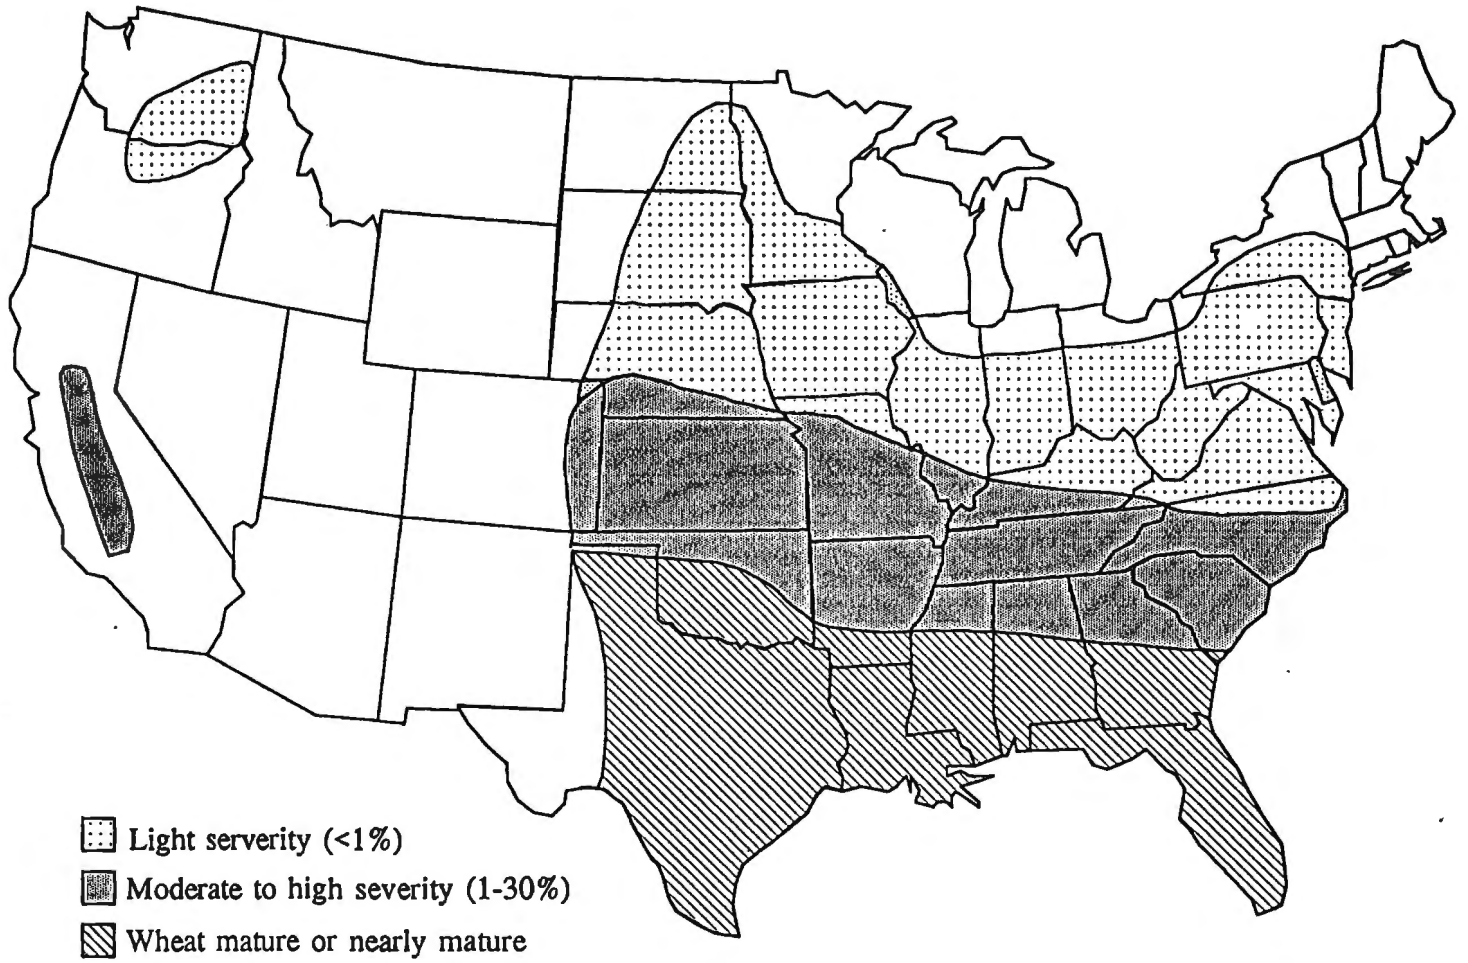 Light serverity (<1%)
Moderate to high severity (1-30%)
Wheat mature or nearly mature